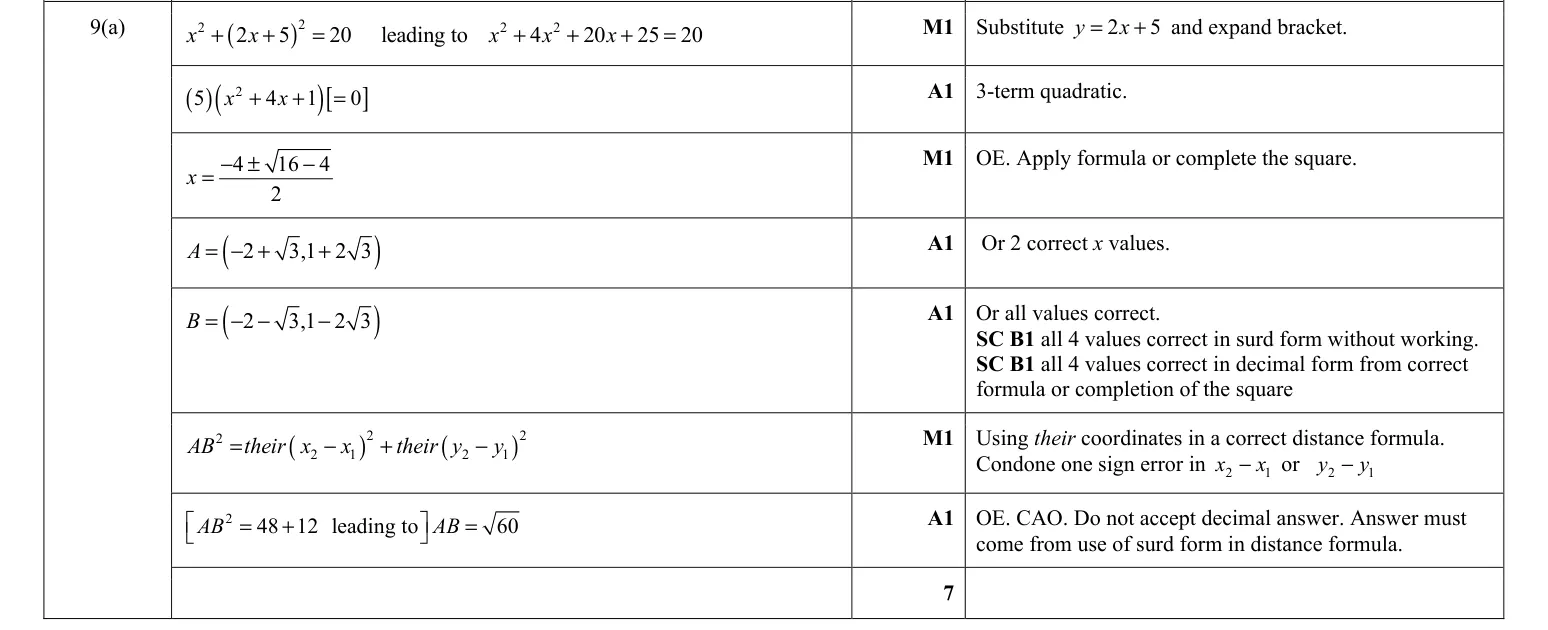 9(a)
x² + (2x + 5)² = 20 leading to x² + 4x² + 20x + 25 = 20
M1
Substitute y = 2x + 5 and expand bracket.
(5)(x² + 4x + 1)[= 0]
A1
3-term quadratic.
x = (−4 ± √(16 − 4)) / 2
M1
OE. Apply formula or complete the square.
A = (−2 + √3, 1 + 2√3)
A1
Or 2 correct x values.
B = (−2 − √3, 1 − 2√3)
A1
Or all values correct.
SC B1 all 4 values correct in surd form without working.
SC B1 all 4 values correct in decimal form from correct
formula or completion of the square
AB² = their (x₂ − x₁)² + their (y₂ − y₁)²
M1
Using their coordinates in a correct distance formula.
Condone one sign error in x₂ − x₁ or y₂ − y₁
[AB² = 48 + 12 leading to] AB = √60
A1
OE. CAO. Do not accept decimal answer. Answer must
come from use of surd form in distance formula.
7